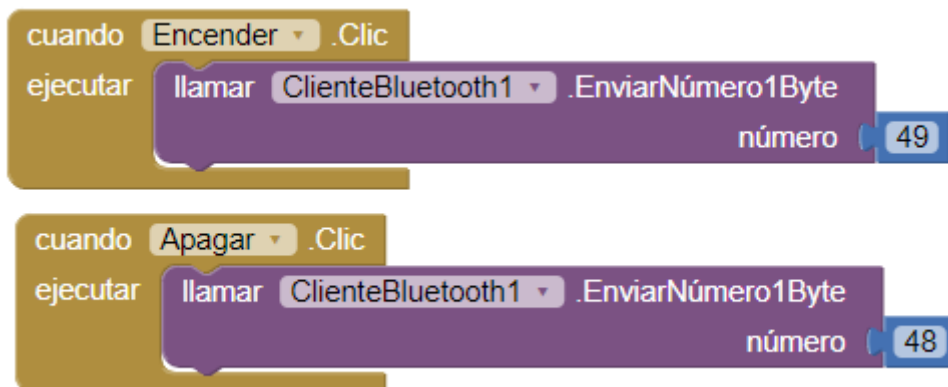 cuando Encender .Clic
ejecutar llamar ClienteBluetooth1 .EnviarNúmero1Byte
número 49
cuando Apagar .Clic
ejecutar llamar ClienteBluetooth1 .EnviarNúmero1Byte
número 48